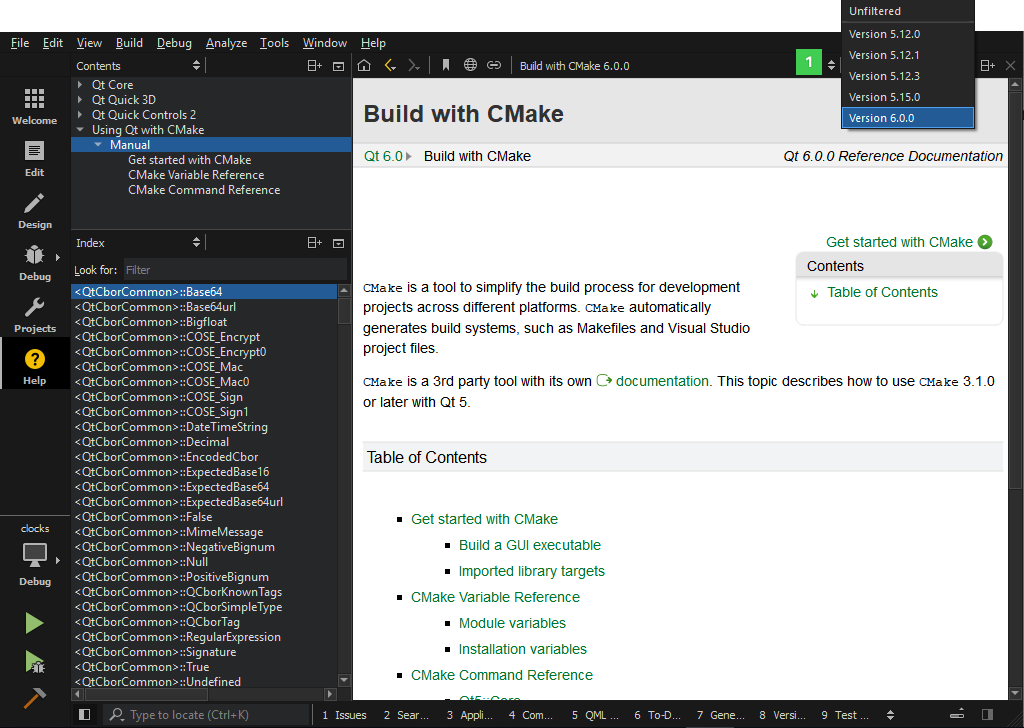 Unfiltered
Version 5.12.0
Version 5.12.1
Version 5.12.3
Version 5.15.0
Version 6.0.0
File Edit View Build Debug Analyze Tools Window Help
Contents
Build with CMake 6.0.0
1
Welcome
Edit
Design
Debug
Projects
Help
clocks
Debug
Qt Core
Qt Quick 3D
Qt Quick Controls 2
Using Qt with CMake
Manual
Get started with CMake
CMake Variable Reference
CMake Command Reference
Index
Look for: Filter
<QtCborCommon>::Base64
<QtCborCommon>::Base64url
<QtCborCommon>::Bigfloat
<QtCborCommon>::COSE_Encrypt
<QtCborCommon>::COSE_Encrypt0
<QtCborCommon>::COSE_Mac
<QtCborCommon>::COSE_Mac0
<QtCborCommon>::COSE_Sign
<QtCborCommon>::COSE_Sign1
<QtCborCommon>::DateTimeString
<QtCborCommon>::Decimal
<QtCborCommon>::EncodedCbor
<QtCborCommon>::ExpectedBase16
<QtCborCommon>::ExpectedBase64
<QtCborCommon>::ExpectedBase64url
<QtCborCommon>::False
<QtCborCommon>::MimeMessage
<QtCborCommon>::NegativeBignum
<QtCborCommon>::Null
<QtCborCommon>::PositiveBignum
<QtCborCommon>::QCborKnownTags
<QtCborCommon>::QCborSimpleType
<QtCborCommon>::QCborTag
<QtCborCommon>::RegularExpression
<QtCborCommon>::Signature
<QtCborCommon>::True
<QtCborCommon>::Undefined
Build with CMake
Qt 6.0 Build with CMake
Qt 6.0.0 Reference Documentation
Get started with CMake
Contents
Table of Contents
CMake is a tool to simplify the build process for development
projects across different platforms. CMake automatically
generates build systems, such as Makefiles and Visual Studio
project files.
CMake is a 3rd party tool with its own documentation. This topic describes how to use CMake 3.1.0
or later with Qt 5.
Table of Contents
Get started with CMake
Build a GUI executable
Imported library targets
CMake Variable Reference
Module variables
Installation variables
CMake Command Reference
Qt5::Core
Type to locate (Ctrl+K)
1 Issues
2 Sear...
3 Appli...
4 Com...
5 QML ...
6 To-D...
7 Gene...
8 Versi...
9 Test ...